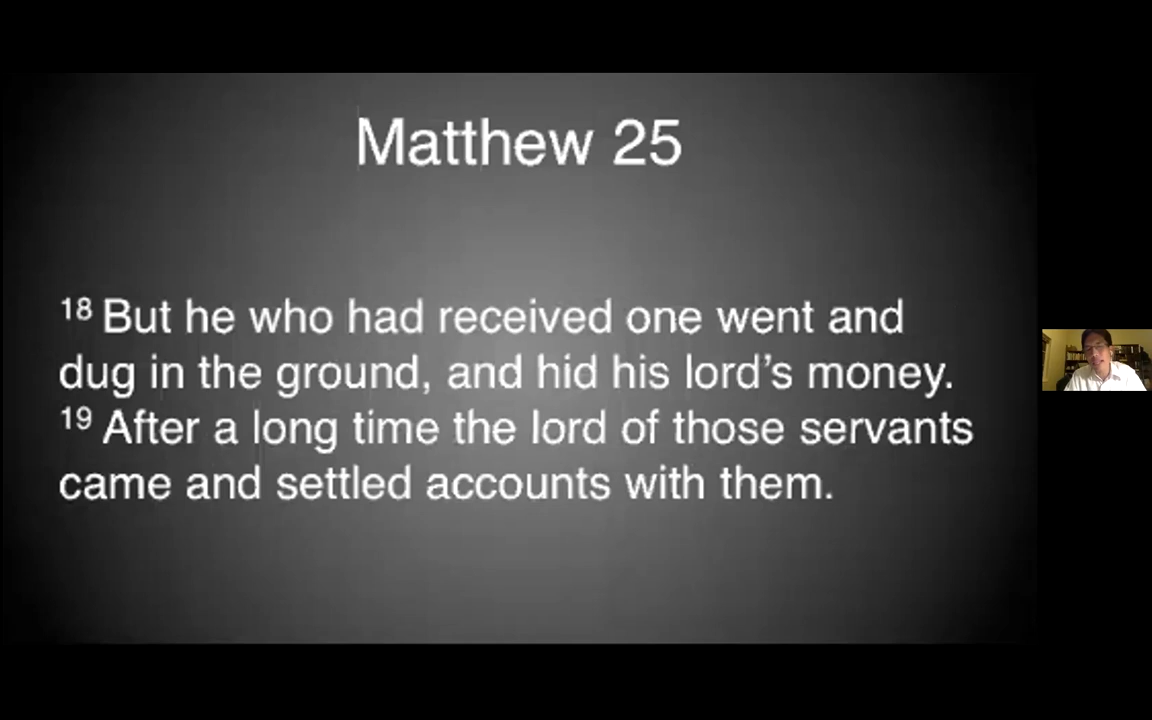 Matthew 25
18 But he who had received one went and
dug in the ground, and hid his lord’s money.
19 After a long time the lord of those servants
came and settled accounts with them.